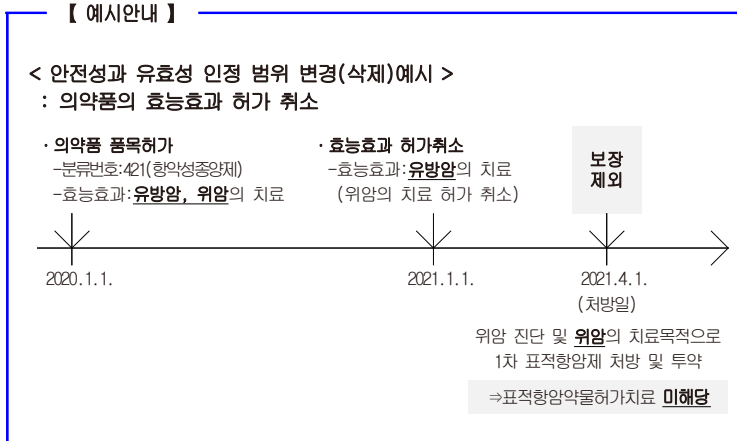 【 예시안내 】
< 안전성과 유효성 인정 범위 변경(삭제)예시 >
: 의약품의 효능효과 허가 취소
· 의약품 품목허가
-분류번호:421(항악성종양제)
-효능효과:유방암, 위암의 치료
· 효능효과 허가취소
-효능효과:유방암의 치료
(위암의 치료 허가 취소)
보장
제외
2020.1.1.
2021.1.1.
2021.4.1.
(처방일)
위암 진단 및 위암의 치료목적으로
1차 표적항암제 처방 및 투약
⇒표적항암약물허가치료 미해당